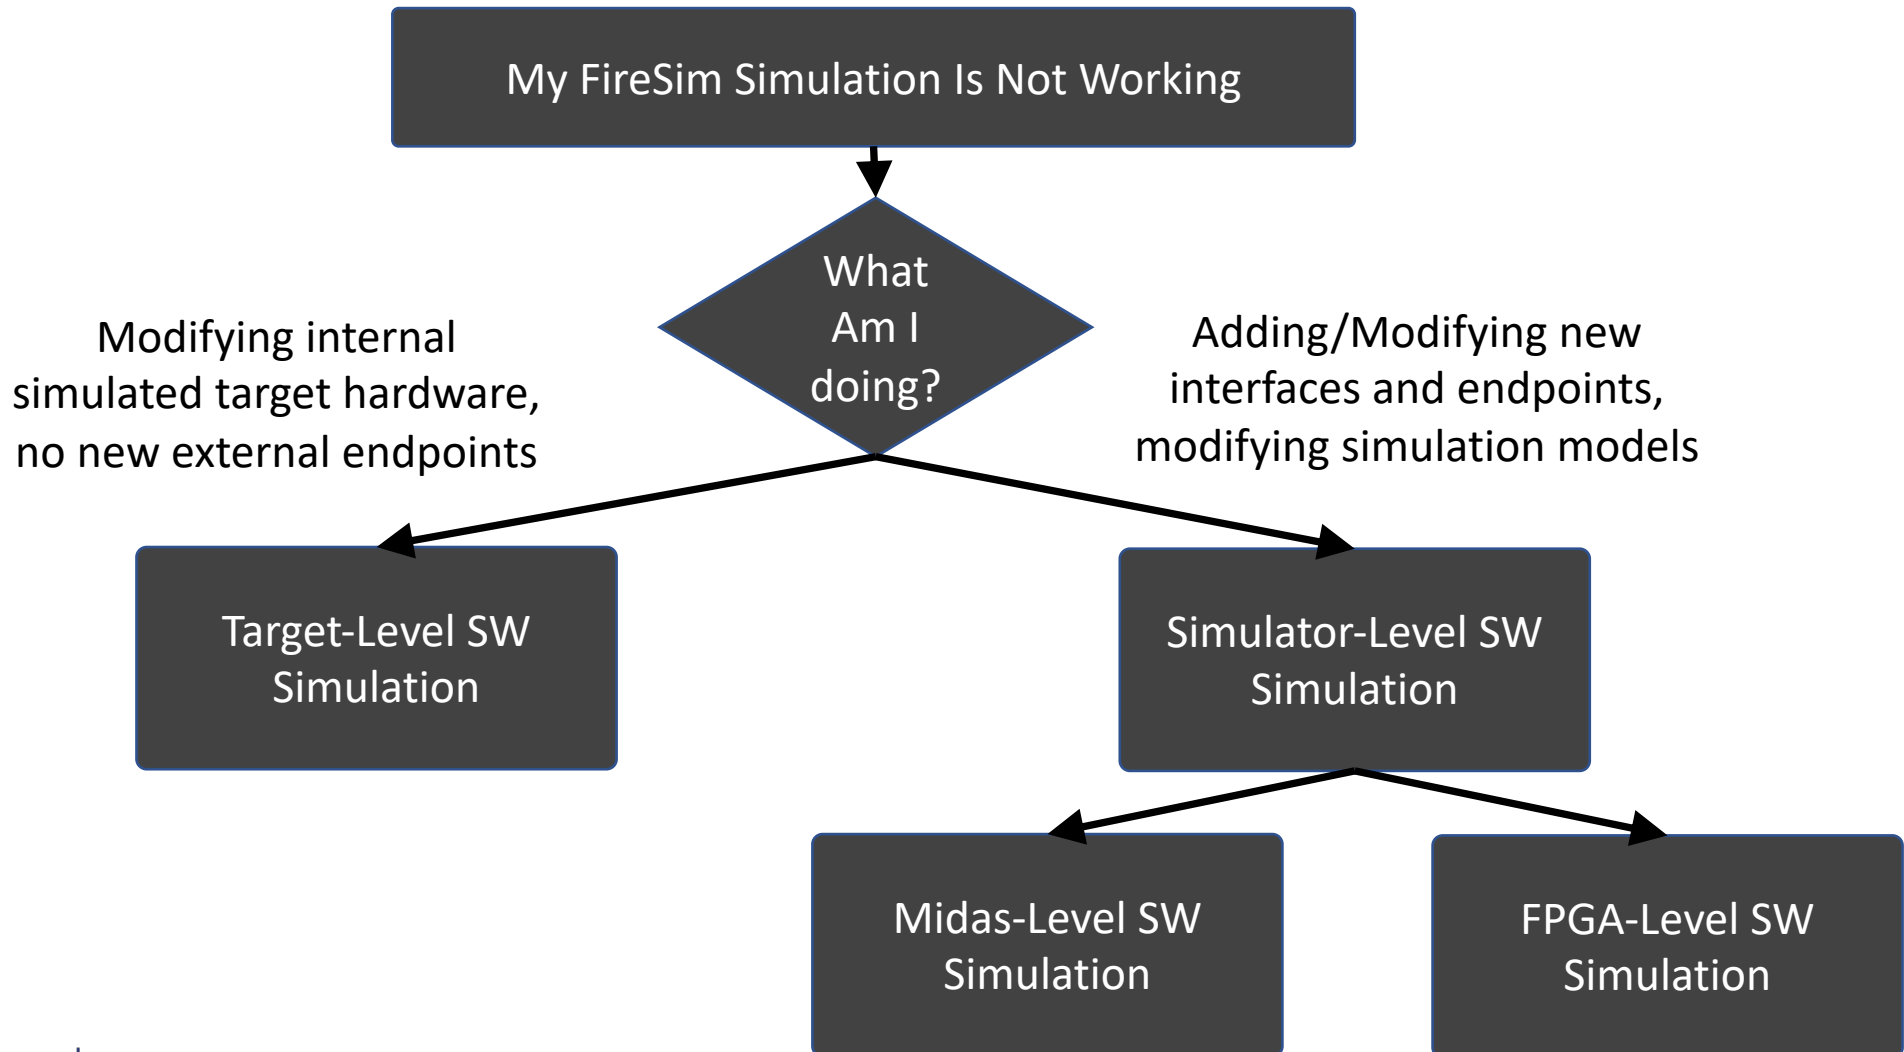 My FireSim Simulation Is Not Working
What
Am I
doing?
Modifying internal
simulated target hardware,
no new external endpoints
Adding/Modifying new
interfaces and endpoints,
modifying simulation models
Target-Level SW
Simulation
Simulator-Level SW
Simulation
Midas-Level SW
Simulation
FPGA-Level SW
Simulation